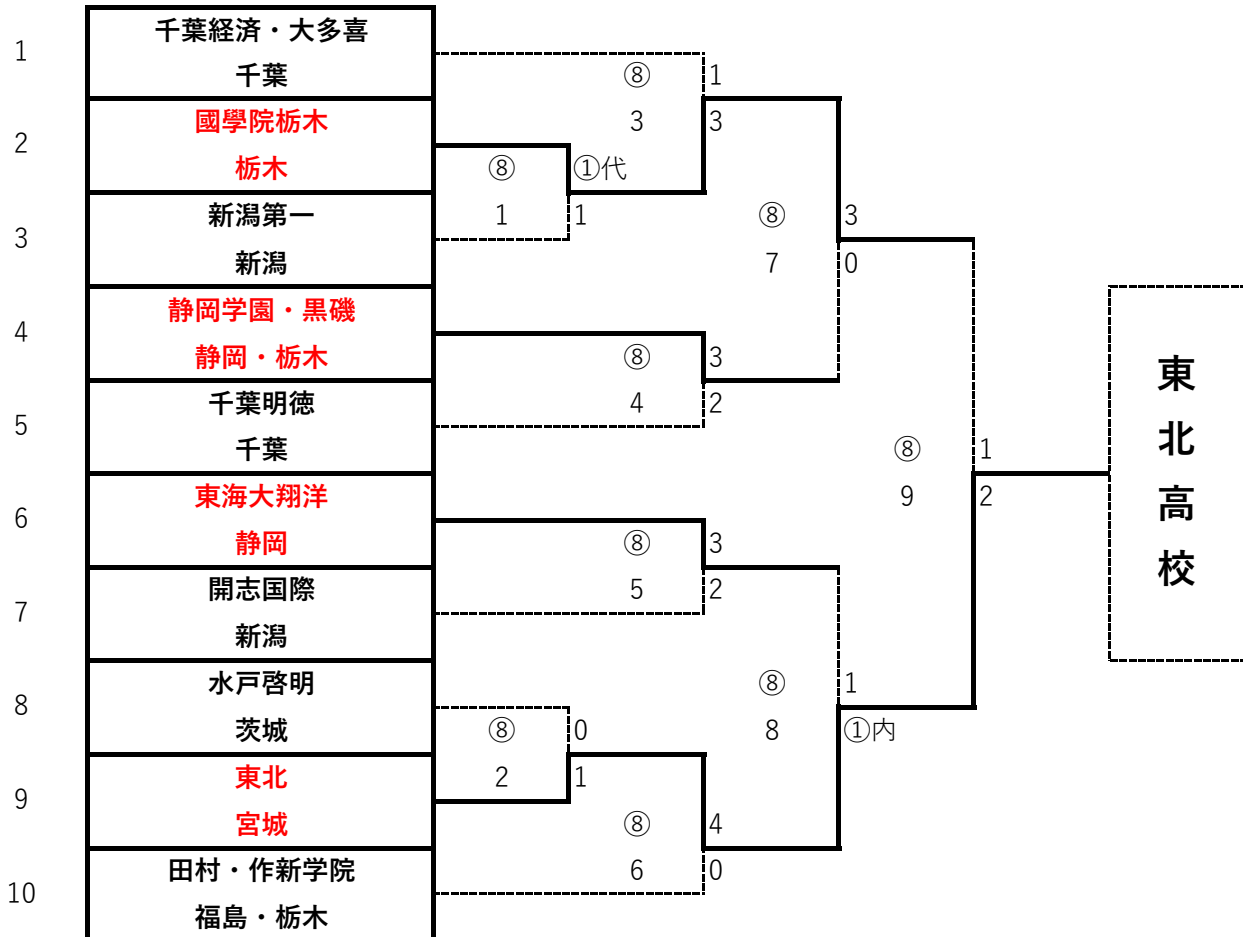 1
千葉経済・大多喜
千葉
2
國學院栃木
栃木
3
新潟第一
新潟
4
静岡学園・黒磯
静岡・栃木
5
千葉明徳
千葉
6
東海大翔洋
静岡
7
開志国際
新潟
8
水戸啓明
茨城
9
東北
宮城
10
田村・作新学院
福島・栃木
⑧
1
①代
1
⑧
2
0
1
⑧
3
1
3
⑧
4
3
2
⑧
5
3
2
⑧
6
4
0
⑧
7
3
0
⑧
8
1
①内
⑧
9
1
2
東北高校